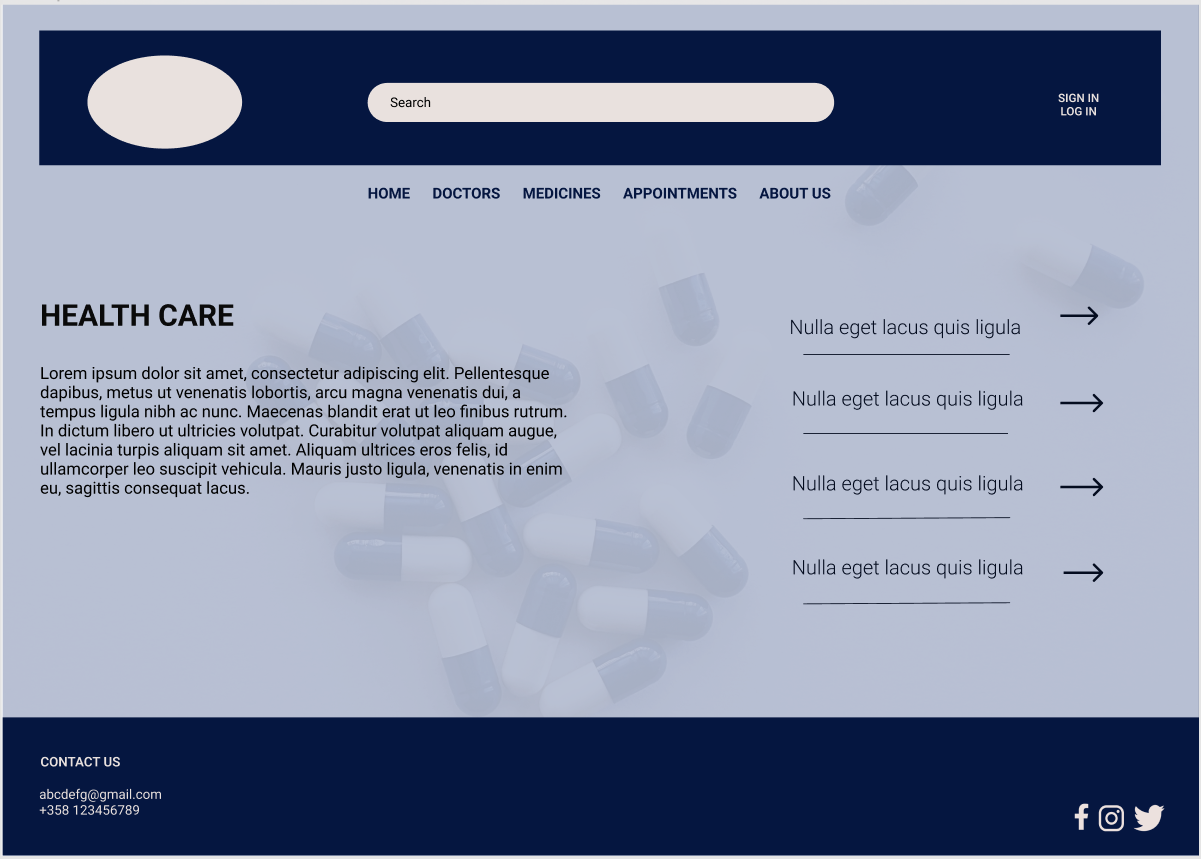 Search
SIGN IN
LOG IN
HOME DOCTORS MEDICINES APPOINTMENTS ABOUT US
HEALTH CARE
Lorem ipsum dolor sit amet, consectetur adipiscing elit. Pellentesque
dapibus, metus ut venenatis lobortis, arcu magna venenatis dui, a
tempus ligula nibh ac nunc. Maecenas blandit erat ut leo finibus rutrum.
In dictum libero ut ultricies volutpat. Curabitur volutpat aliquam augue,
vel lacinia turpis aliquam sit amet. Aliquam ultrices eros felis, id
ullamcorper leo suscipit vehicula. Mauris justo ligula, venenatis in enim
eu, sagittis consequat lacus.
Nulla eget lacus quis ligula
Nulla eget lacus quis ligula
Nulla eget lacus quis ligula
Nulla eget lacus quis ligula
CONTACT US
abcdefg@gmail.com
+358 123456789